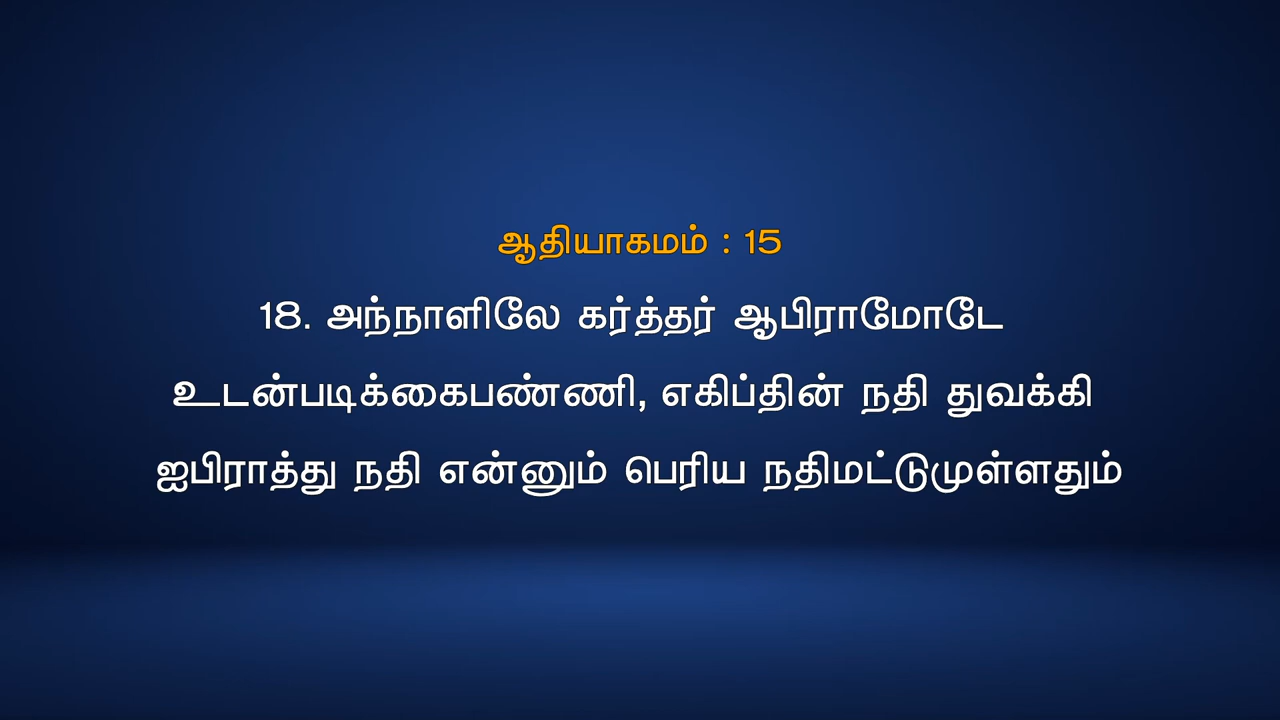 ஆதியாகமம் : 15
18. அந்நாளிலே கர்த்தர் ஆபிராமோடே
உடன்படிக்கைபண்ணி, எகிப்தின் நதி துவக்கி
ஐபிராத்து நதி என்னும் பெரிய நதிமட்டுமுள்ளதும்